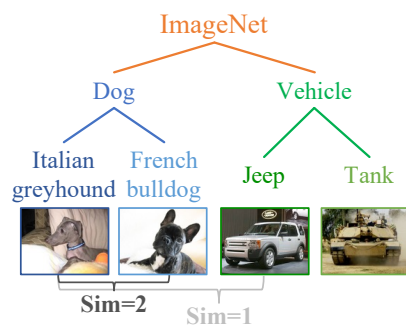 ImageNet
Dog
Vehicle
Italian
greyhound
French
bulldog
Jeep
Tank
Sim=2
Sim=1